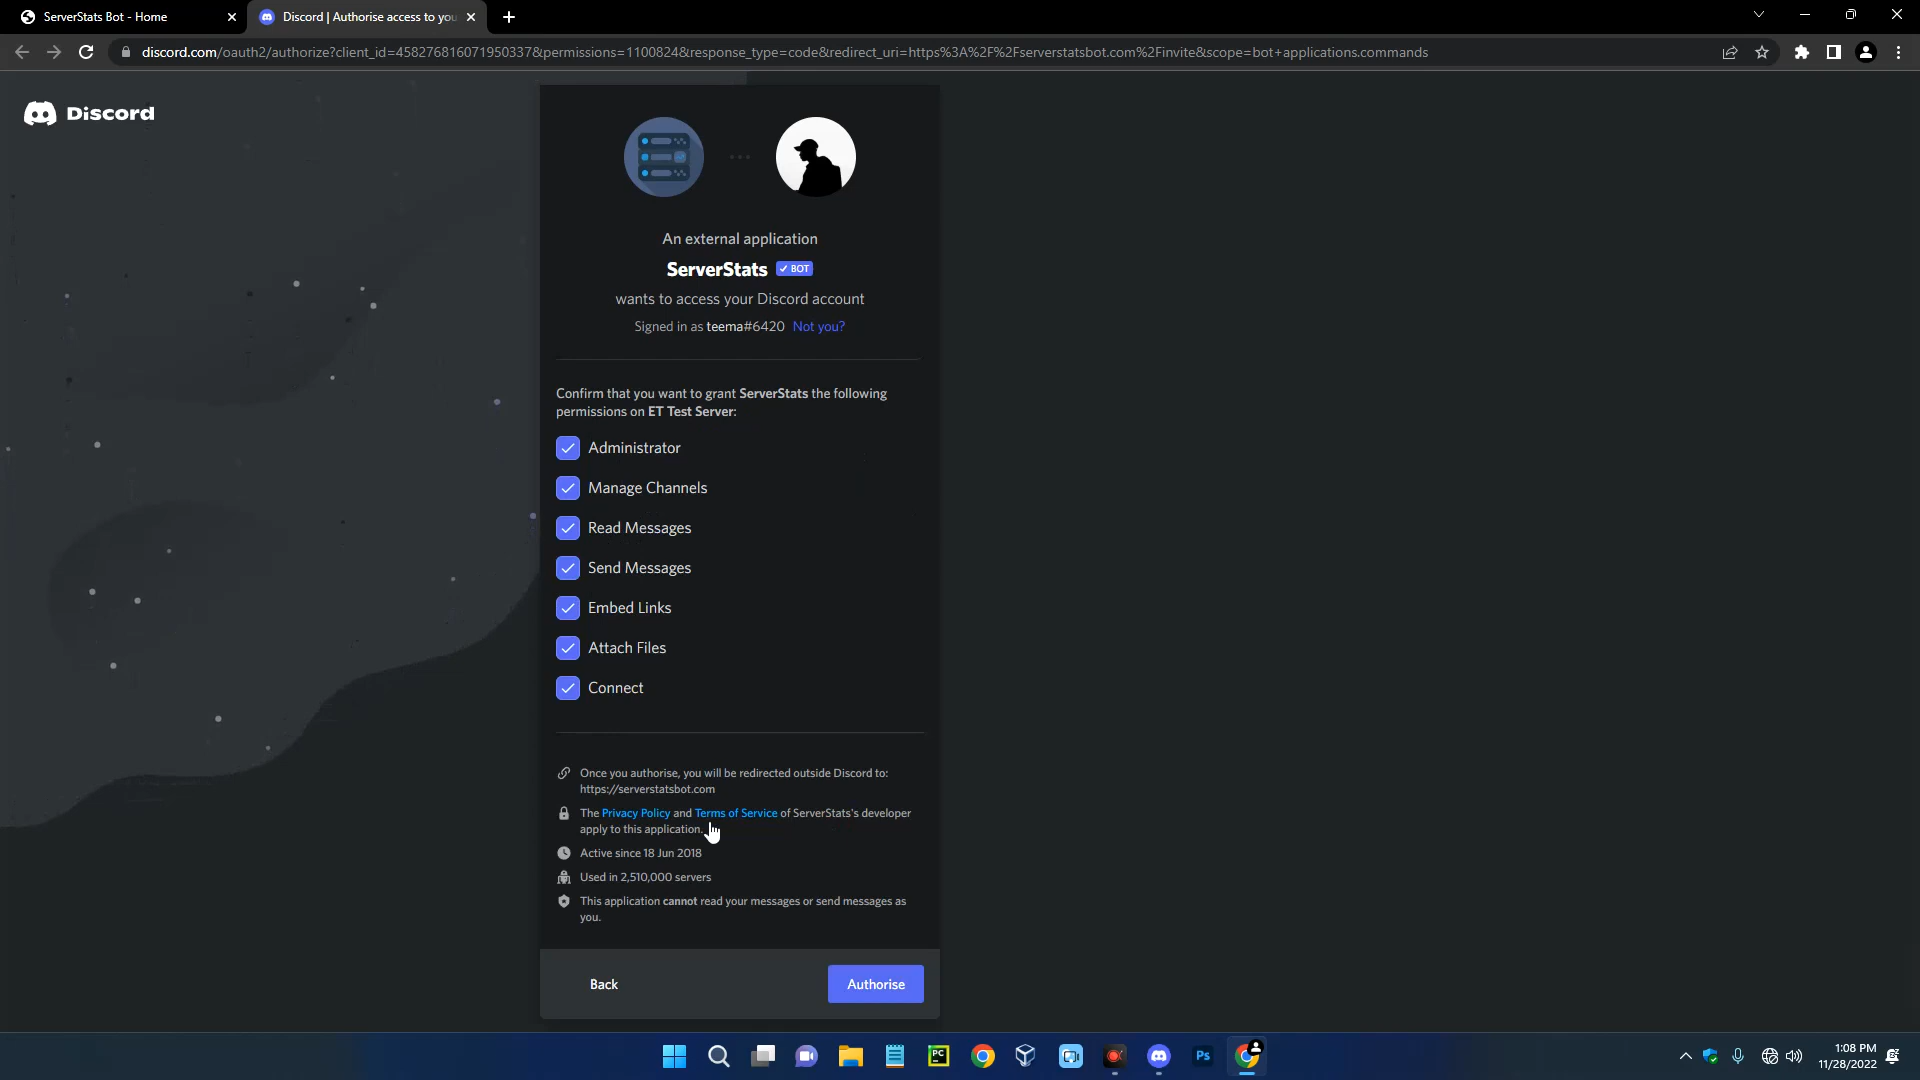 ServerStats Bot - Home
Discord | Authorise access to you
discord.com/oauth2/authorize?client_id=458276816071950337&permissions=1100824&response_type=code&redirect_uri=https%3A%2F%2Fserverstatsbot.com%2Finvite&scope=bot+applications.commands
Discord
An external application
ServerStats BOT
wants to access your Discord account
Signed in as teema#6420 Not you?
Confirm that you want to grant ServerStats the following
permissions on ET Test Server:
Administrator
Manage Channels
Read Messages
Send Messages
Embed Links
Attach Files
Connect
Once you authorise, you will be redirected outside Discord to:
https://serverstatsbot.com
The Privacy Policy and Terms of Service of ServerStats's developer
apply to this application.
Active since 18 Jun 2018
Used in 2,510,000 servers
This application cannot read your messages or send messages as
you.
Back
Authorise
PC
Ps
1:08 PM
11/28/2022